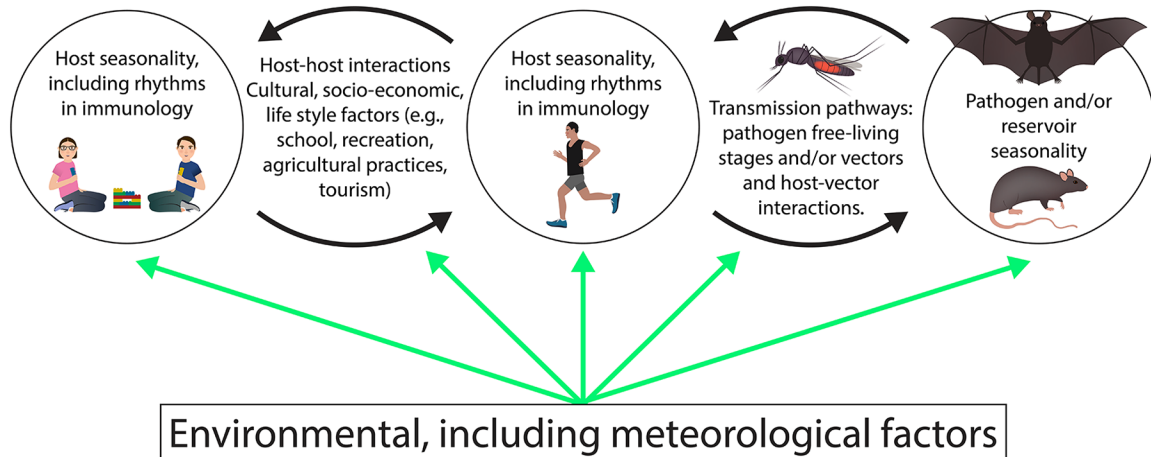 Host seasonality,
including rhythms
in immunology
Host-host interactions
Cultural, socio-economic,
life style factors (e.g.,
school, recreation,
agricultural practices,
tourism)
Host seasonality,
including rhythms
in immunology
Transmission pathways:
pathogen free-living
stages and/or vectors
and host-vector
interactions.
Pathogen and/or
reservoir
seasonality
Environmental, including meteorological factors